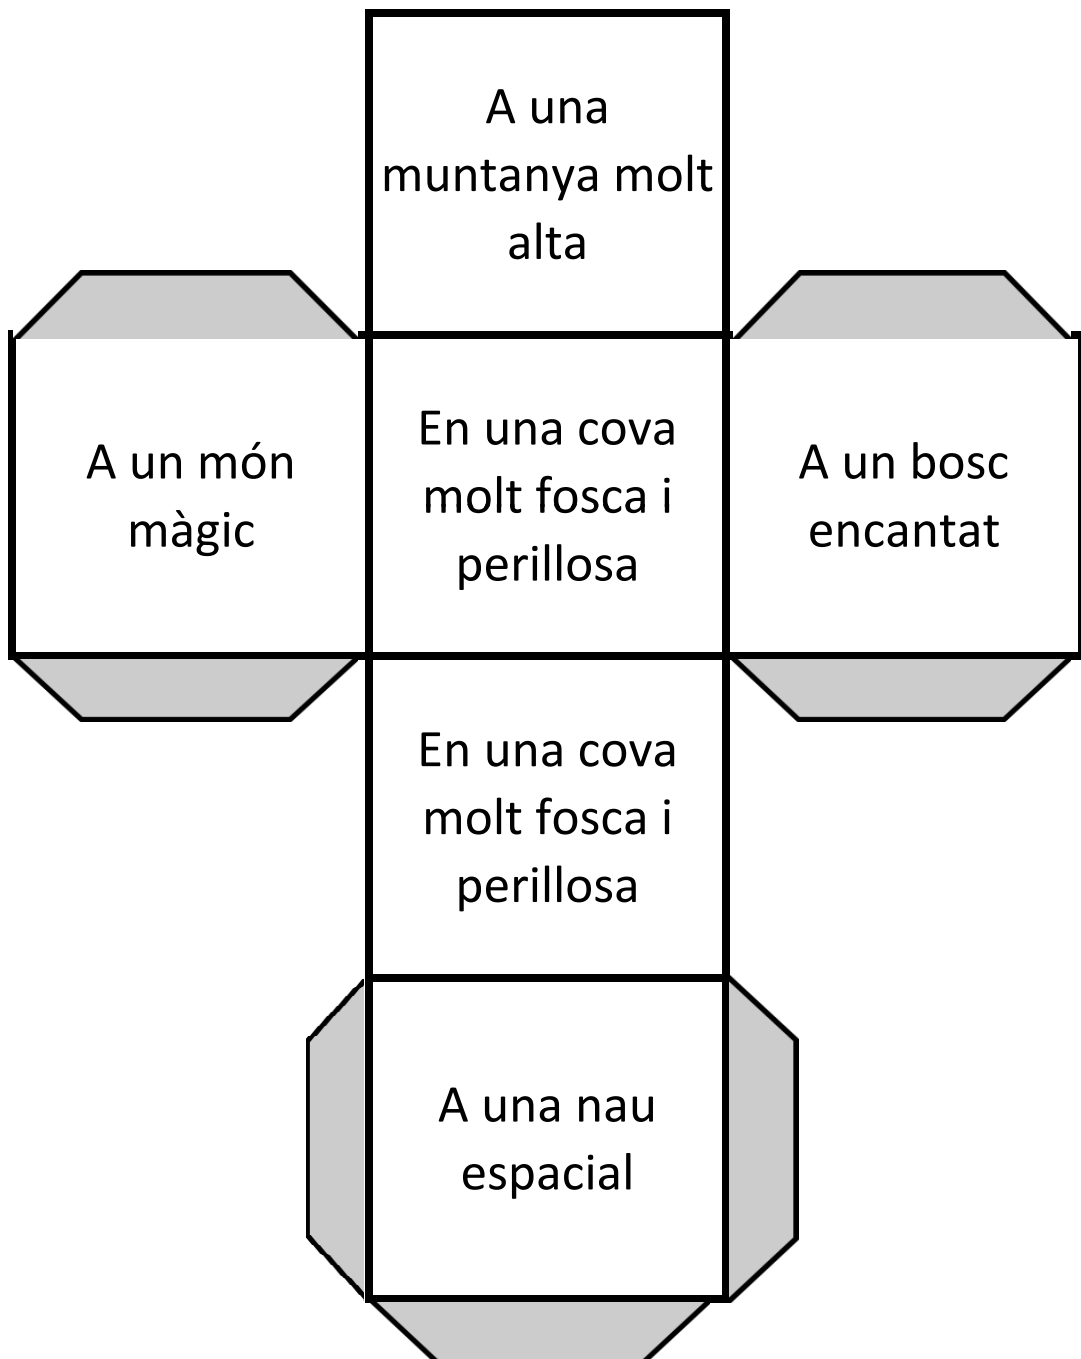 A una
muntanya molt
alta
A un món
màgic
En una cova
molt fosca i
perillosa
A un bosc
encantat
En una cova
molt fosca i
perillosa
A una nau
espacial